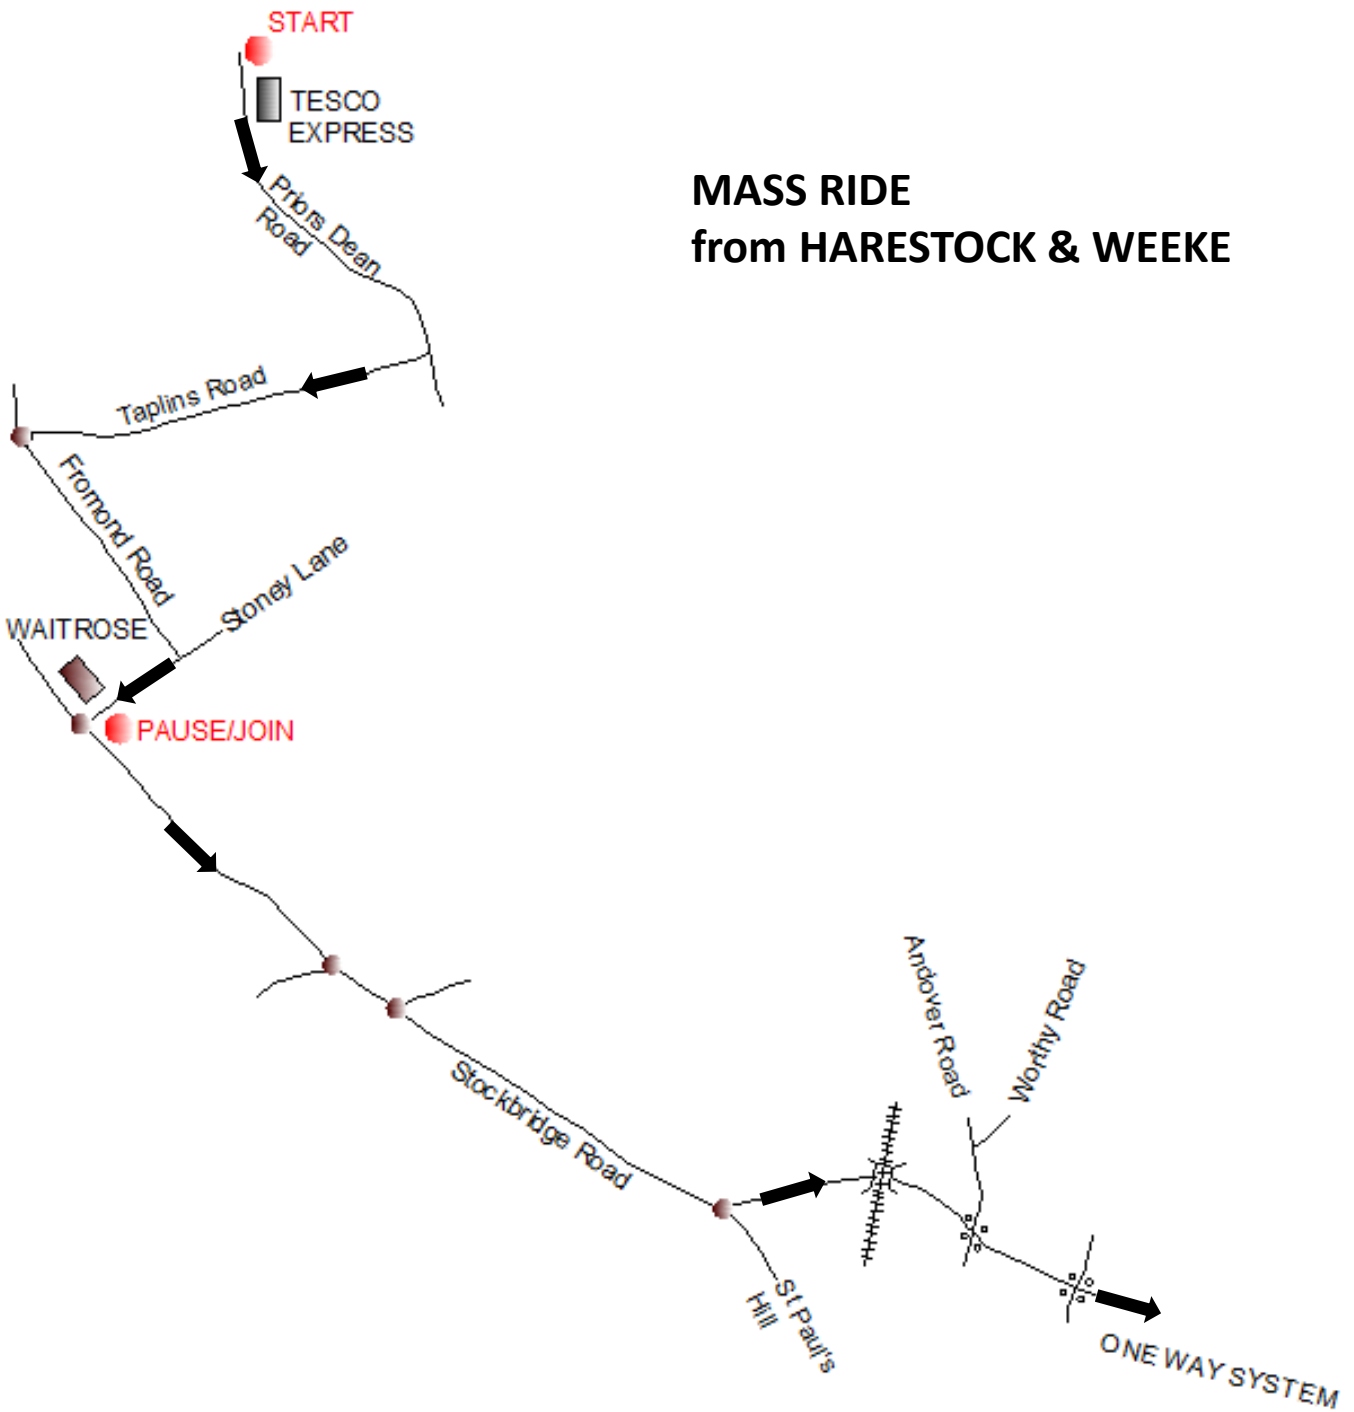 START
TESCO
EXPRESS
MASS RIDE
from HARESTOCK & WEEKE
Priors Dean
Road
Taplins Road
Fromond Road
Stoney Lane
WAITROSE
PAUSE/JOIN
Stockbridge Road
Andover Road
Worthy Road
St Paul's
Hill
ONE WAY SYSTEM